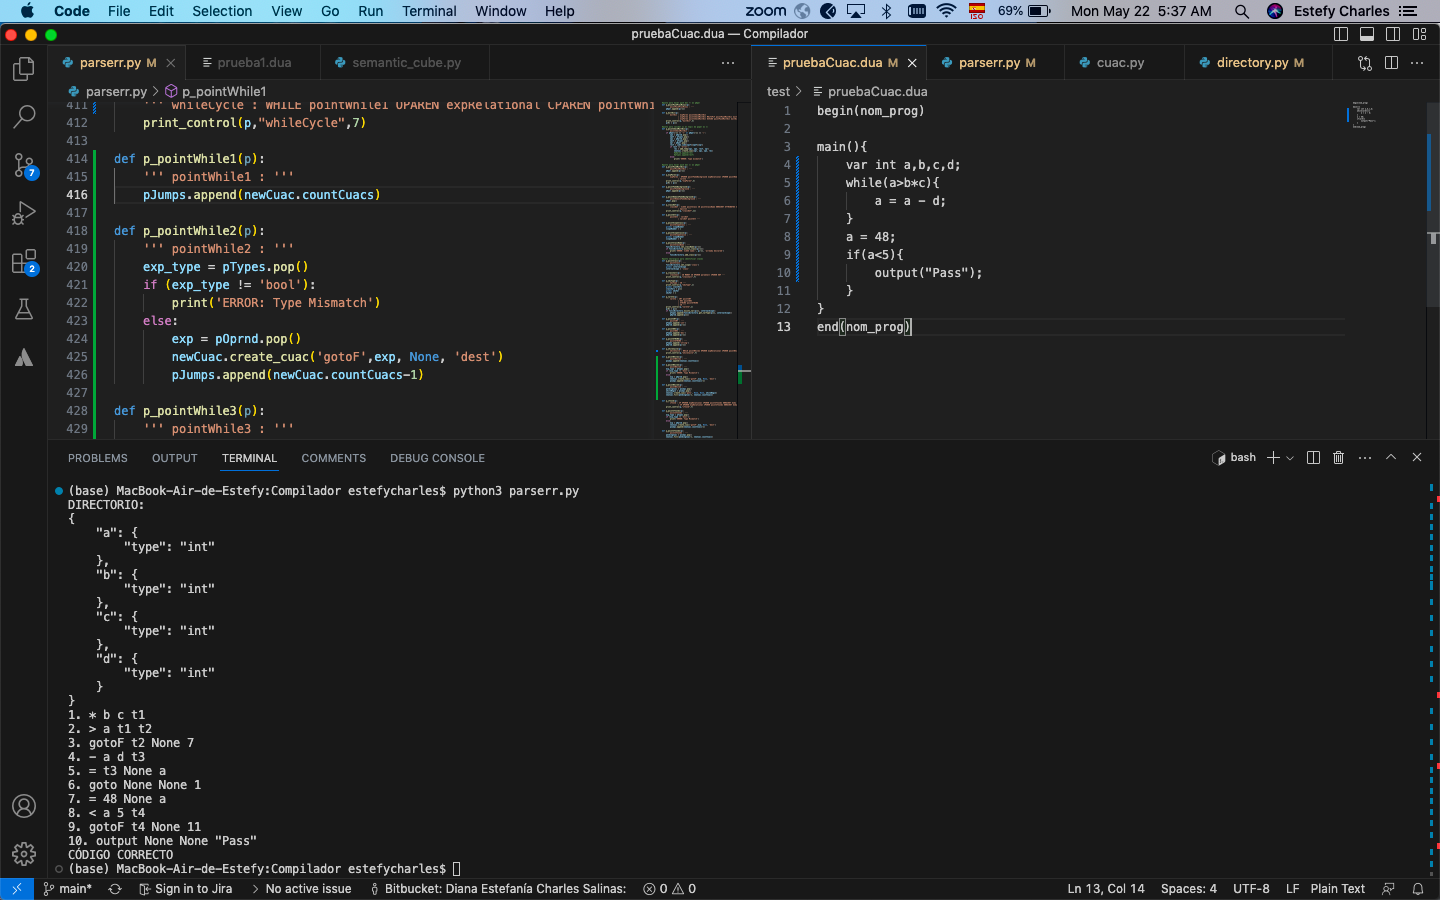 Code File Edit Selection View Go Run Terminal Window Help
zoom ISO 69% Mon May 22 5:37 AM Estefy Charles
pruebaCuac.dua — Compilador
parserr.py M prueba1.dua semantic_cube.py
parserr.py > p_pointWhile1
411 ''' whileCycle : WHILE pointWhile1 OPAREN expRelational CPAREN pointWhi
412 print_control(p,"whileCycle",7)
413
414 def p_pointWhile1(p):
415 ''' pointWhile1 : '''
416 pJumps.append(newCuac.countCuacs)
417
418 def p_pointWhile2(p):
419 ''' pointWhile2 : '''
420 exp_type = pTypes.pop()
421 if (exp_type != 'bool'):
422 print('ERROR: Type Mismatch')
423 else:
424 exp = pOprnd.pop()
425 newCuac.create_cuac('gotoF',exp, None, 'dest')
426 pJumps.append(newCuac.countCuacs-1)
427
428 def p_pointWhile3(p):
429 ''' pointWhile3 : '''
pruebaCuac.dua M parserr.py M cuac.py directory.py M
test > pruebaCuac.dua
1 begin(nom_prog)
2
3 main(){
4 var int a,b,c,d;
5 while(a>b*c){
6 a = a - d;
7 }
8 a = 48;
9 if(a<5){
10 output("Pass");
11 }
12 }
13 end(nom_prog)
7
2
PROBLEMS OUTPUT TERMINAL COMMENTS DEBUG CONSOLE
bash
(base) MacBook-Air-de-Estefy:Compilador estefycharles$ python3 parserr.py
DIRECTORIO:
{
"a": {
"type": "int"
},
"b": {
"type": "int"
},
"c": {
"type": "int"
},
"d": {
"type": "int"
}
}
1. * b c t1
2. > a t1 t2
3. gotoF t2 None 7
4. - a d t3
5. = t3 None a
6. goto None None 1
7. = 48 None a
8. < a 5 t4
9. gotoF t4 None 11
10. output None None "Pass"
CÓDIGO CORRECTO
(base) MacBook-Air-de-Estefy:Compilador estefycharles$
main* Sign in to Jira No active issue Bitbucket: Diana Estefanía Charles Salinas: 0 0
Ln 13, Col 14 Spaces: 4 UTF-8 LF Plain Text